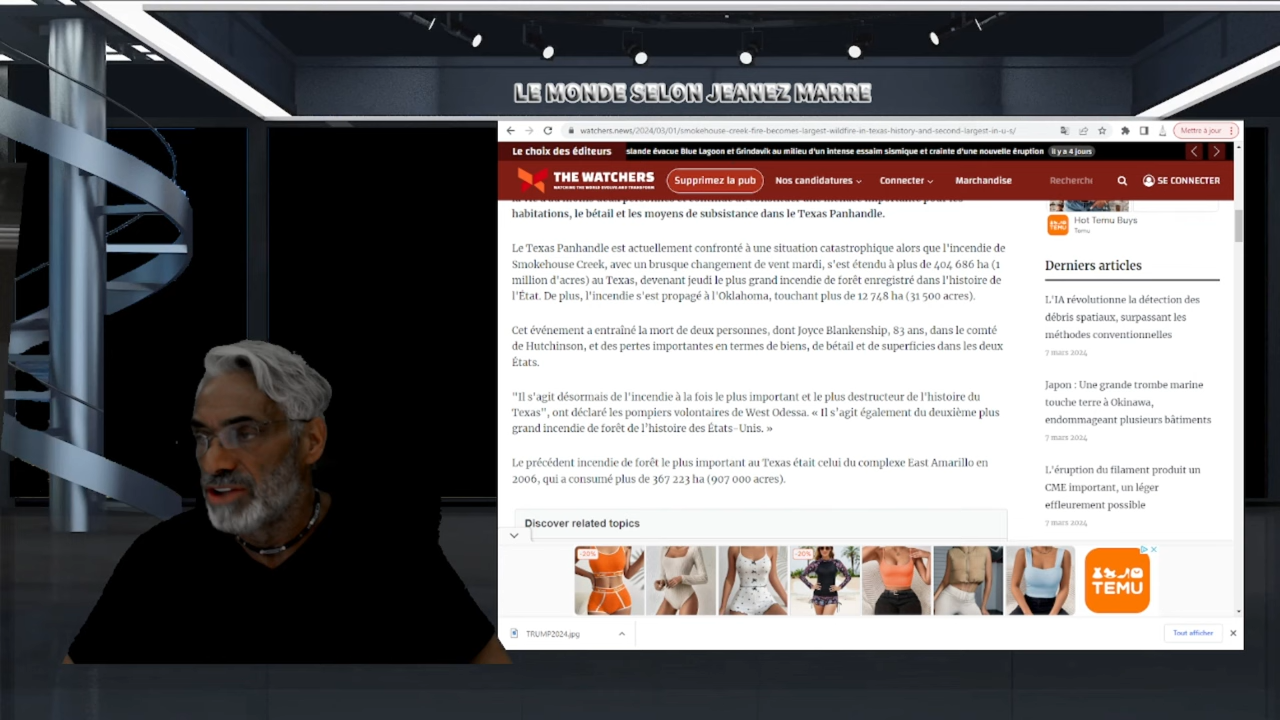 LE MONDE SELON JEANEZ MARRE
watchers.news/2024/03/01/smokehouse-creek-fire-becomes-largest-wildfire-in-texas-history-and-second-largest-in-u-s/
Mettre à jour
Le choix des éditeurs
slande évacue Blue Lagoon et Grindavik au milieu d'un intense essaim sismique et crainte d'une nouvelle éruption
il y a 4 jours
THE WATCHERS
WATCHING THE WORLD EVOLVE AND TRANSFORM
Supprimez la pub
Nos candidatures
Connecter
Marchandise
Recherche
SE CONNECTER
habitations, le bétail et les moyens de subsistance dans le Texas Panhandle.
Le Texas Panhandle est actuellement confronté à une situation catastrophique alors que l'incendie de
Smokehouse Creek, avec un brusque changement de vent mardi, s'est étendu à plus de 404 686 ha (1
million d'acres) au Texas, devenant jeudi le plus grand incendie de forêt enregistré dans l'histoire de
l'État. De plus, l'incendie s'est propagé à l'Oklahoma, touchant plus de 12 748 ha (31 500 acres).
Cet événement a entraîné la mort de deux personnes, dont Joyce Blankenship, 83 ans, dans le comté
de Hutchinson, et des pertes importantes en termes de biens, de bétail et de superficies dans les deux
États.
"Il s'agit désormais de l'incendie à la fois le plus important et le plus destructeur de l'histoire du
Texas", ont déclaré les pompiers volontaires de West Odessa. « Il s'agit également du deuxième plus
grand incendie de forêt de l'histoire des États-Unis. »
Le précédent incendie de forêt le plus important au Texas était celui du complexe East Amarillo en
2006, qui a consumé plus de 367 223 ha (907 000 acres).
Discover related topics
Hot Temu Buys
Temu
Derniers articles
L'IA révolutionne la détection des
débris spatiaux, surpassant les
méthodes conventionnelles
7 mars 2024
Japon : Une grande trombe marine
touche terre à Okinawa,
endommageant plusieurs bâtiments
7 mars 2024
L'éruption du filament produit un
CME important, un léger
effleurement possible
7 mars 2024
-20%
-20%
TEMU
TRUMP2024.jpg
Tout afficher